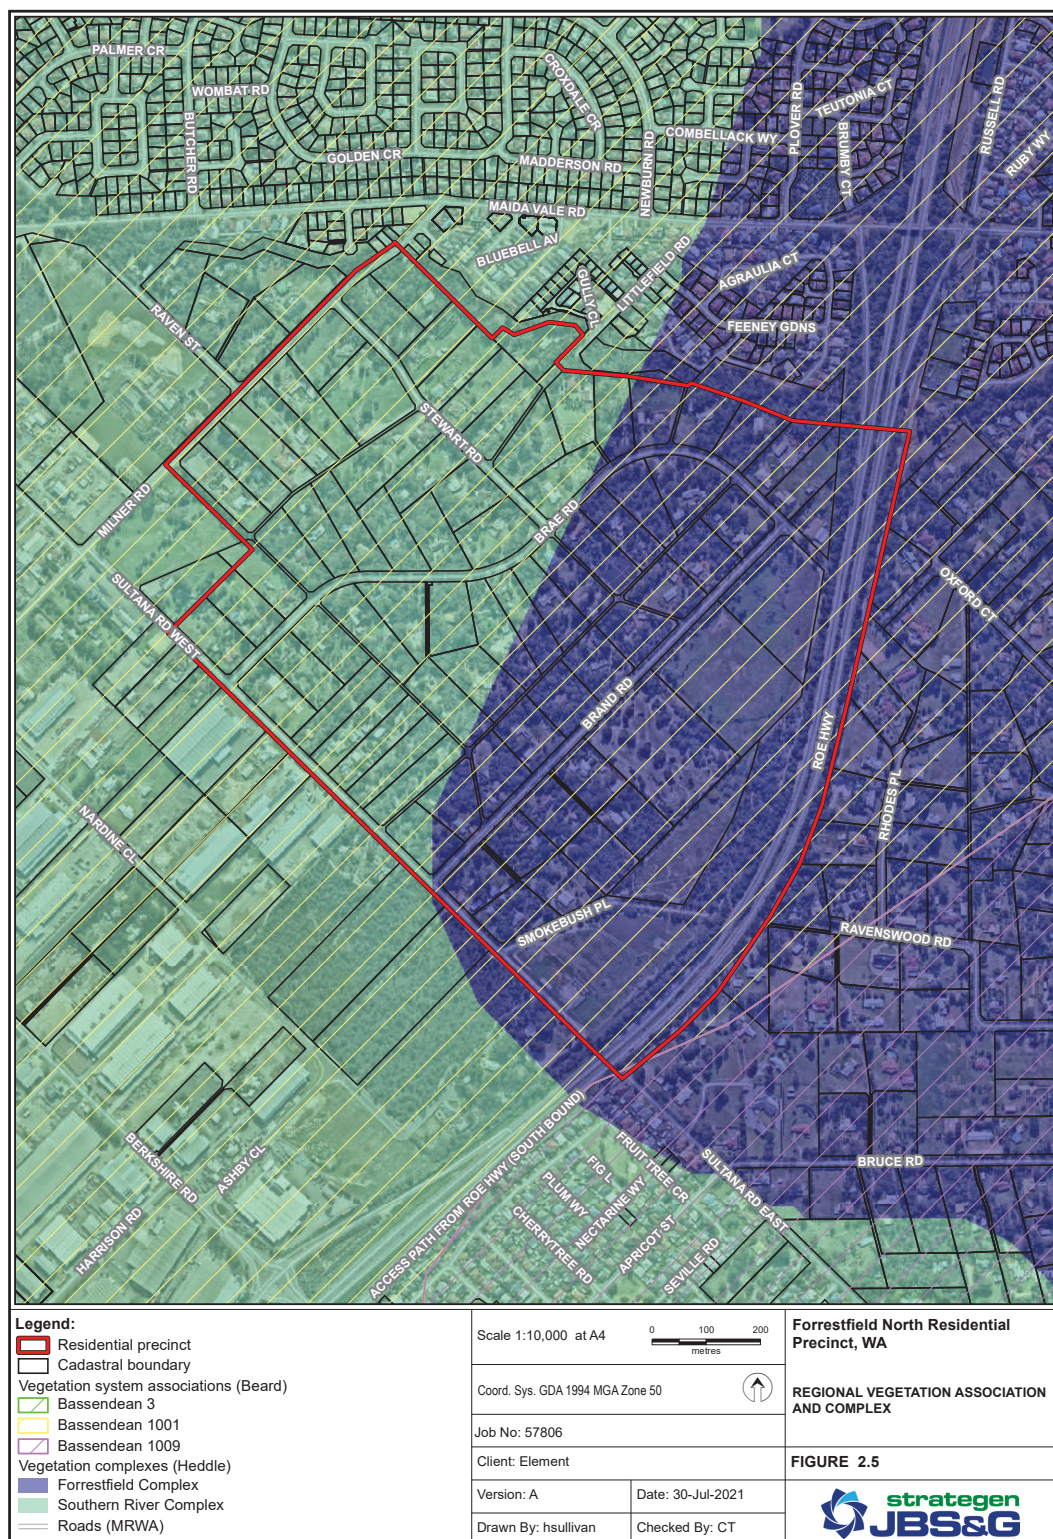 PALMER CR
WOMBAT RD
BUTCHER RD
GOLDEN CR
CROXDALE CR
MADDERSON RD
NEWBURN RD
COMBELLACK WY
PLOVER RD
TEUTONIA CT
BRUMBY CT
RUSSELL RD
RUBY WY
MAIDA VALE RD
BLUEBELL AV
GULLY CL
LITTLEFIELD RD
AGRAULIA CT
FEENEY GDNS
RAVEN ST
STEWART RD
MILNER RD
BRAE RD
SULTANA RD WEST
OXFORD CT
BRAND RD
ROE HWY
RHODES PL
NARDINE CL
SMOKEBUSH PL
RAVENSWOOD RD
BERKSHIRE RD
ASHBY CL
HARRISON RD
ACCESS PATH FROM ROE HWY (SOUTH BOUND)
FRUIT TREE CR
FIG L
PLUM WY
NECTARINE WY
CHERRYTREE RD
APRICOT ST
SEVILLE RD
SULTANA RD EAST
BRUCE RD
Legend:
Residential precinct
Cadastral boundary
Vegetation system associations (Beard)
Bassendean 3
Bassendean 1001
Bassendean 1009
Vegetation complexes (Heddle)
Forrestfield Complex
Southern River Complex
Roads (MRWA)
Scale 1:10,000 at A4
0 100 200
metres
Coord. Sys. GDA 1994 MGA Zone 50
Job No: 57806
Client: Element
Version: A
Date: 30-Jul-2021
Drawn By: hsullivan
Checked By: CT
Forrestfield North Residential
Precinct, WA
REGIONAL VEGETATION ASSOCIATION
AND COMPLEX
FIGURE 2.5
strategen
JBS&G